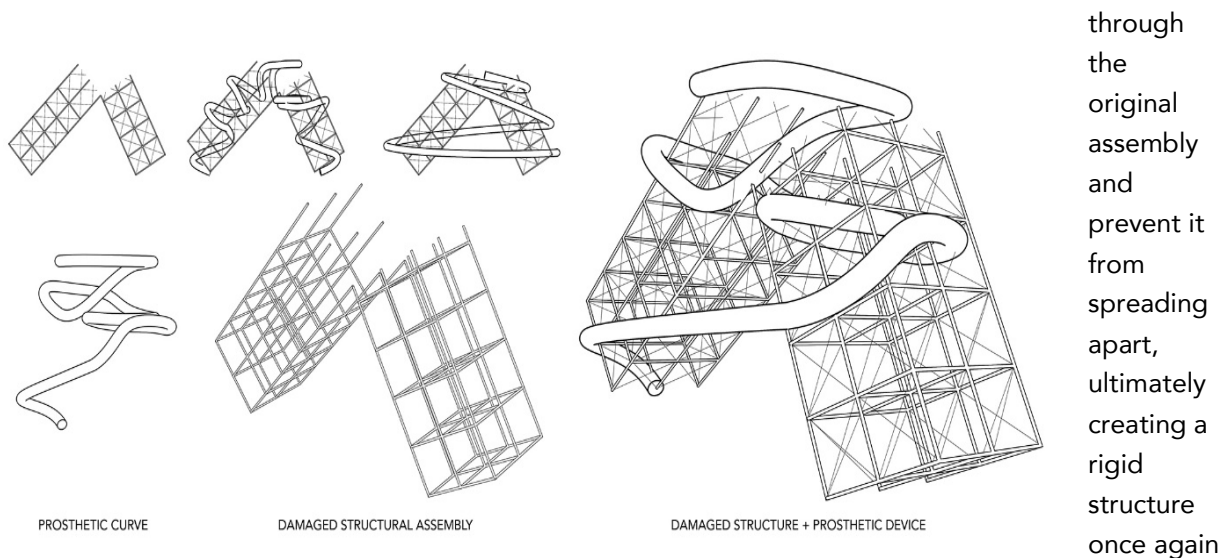 through
the
original
assembly
and
prevent it
from
spreading
apart,
ultimately
creating a
rigid
structure
once again
PROSTHETIC CURVE
DAMAGED STRUCTURAL ASSEMBLY
DAMAGED STRUCTURE + PROSTHETIC DEVICE